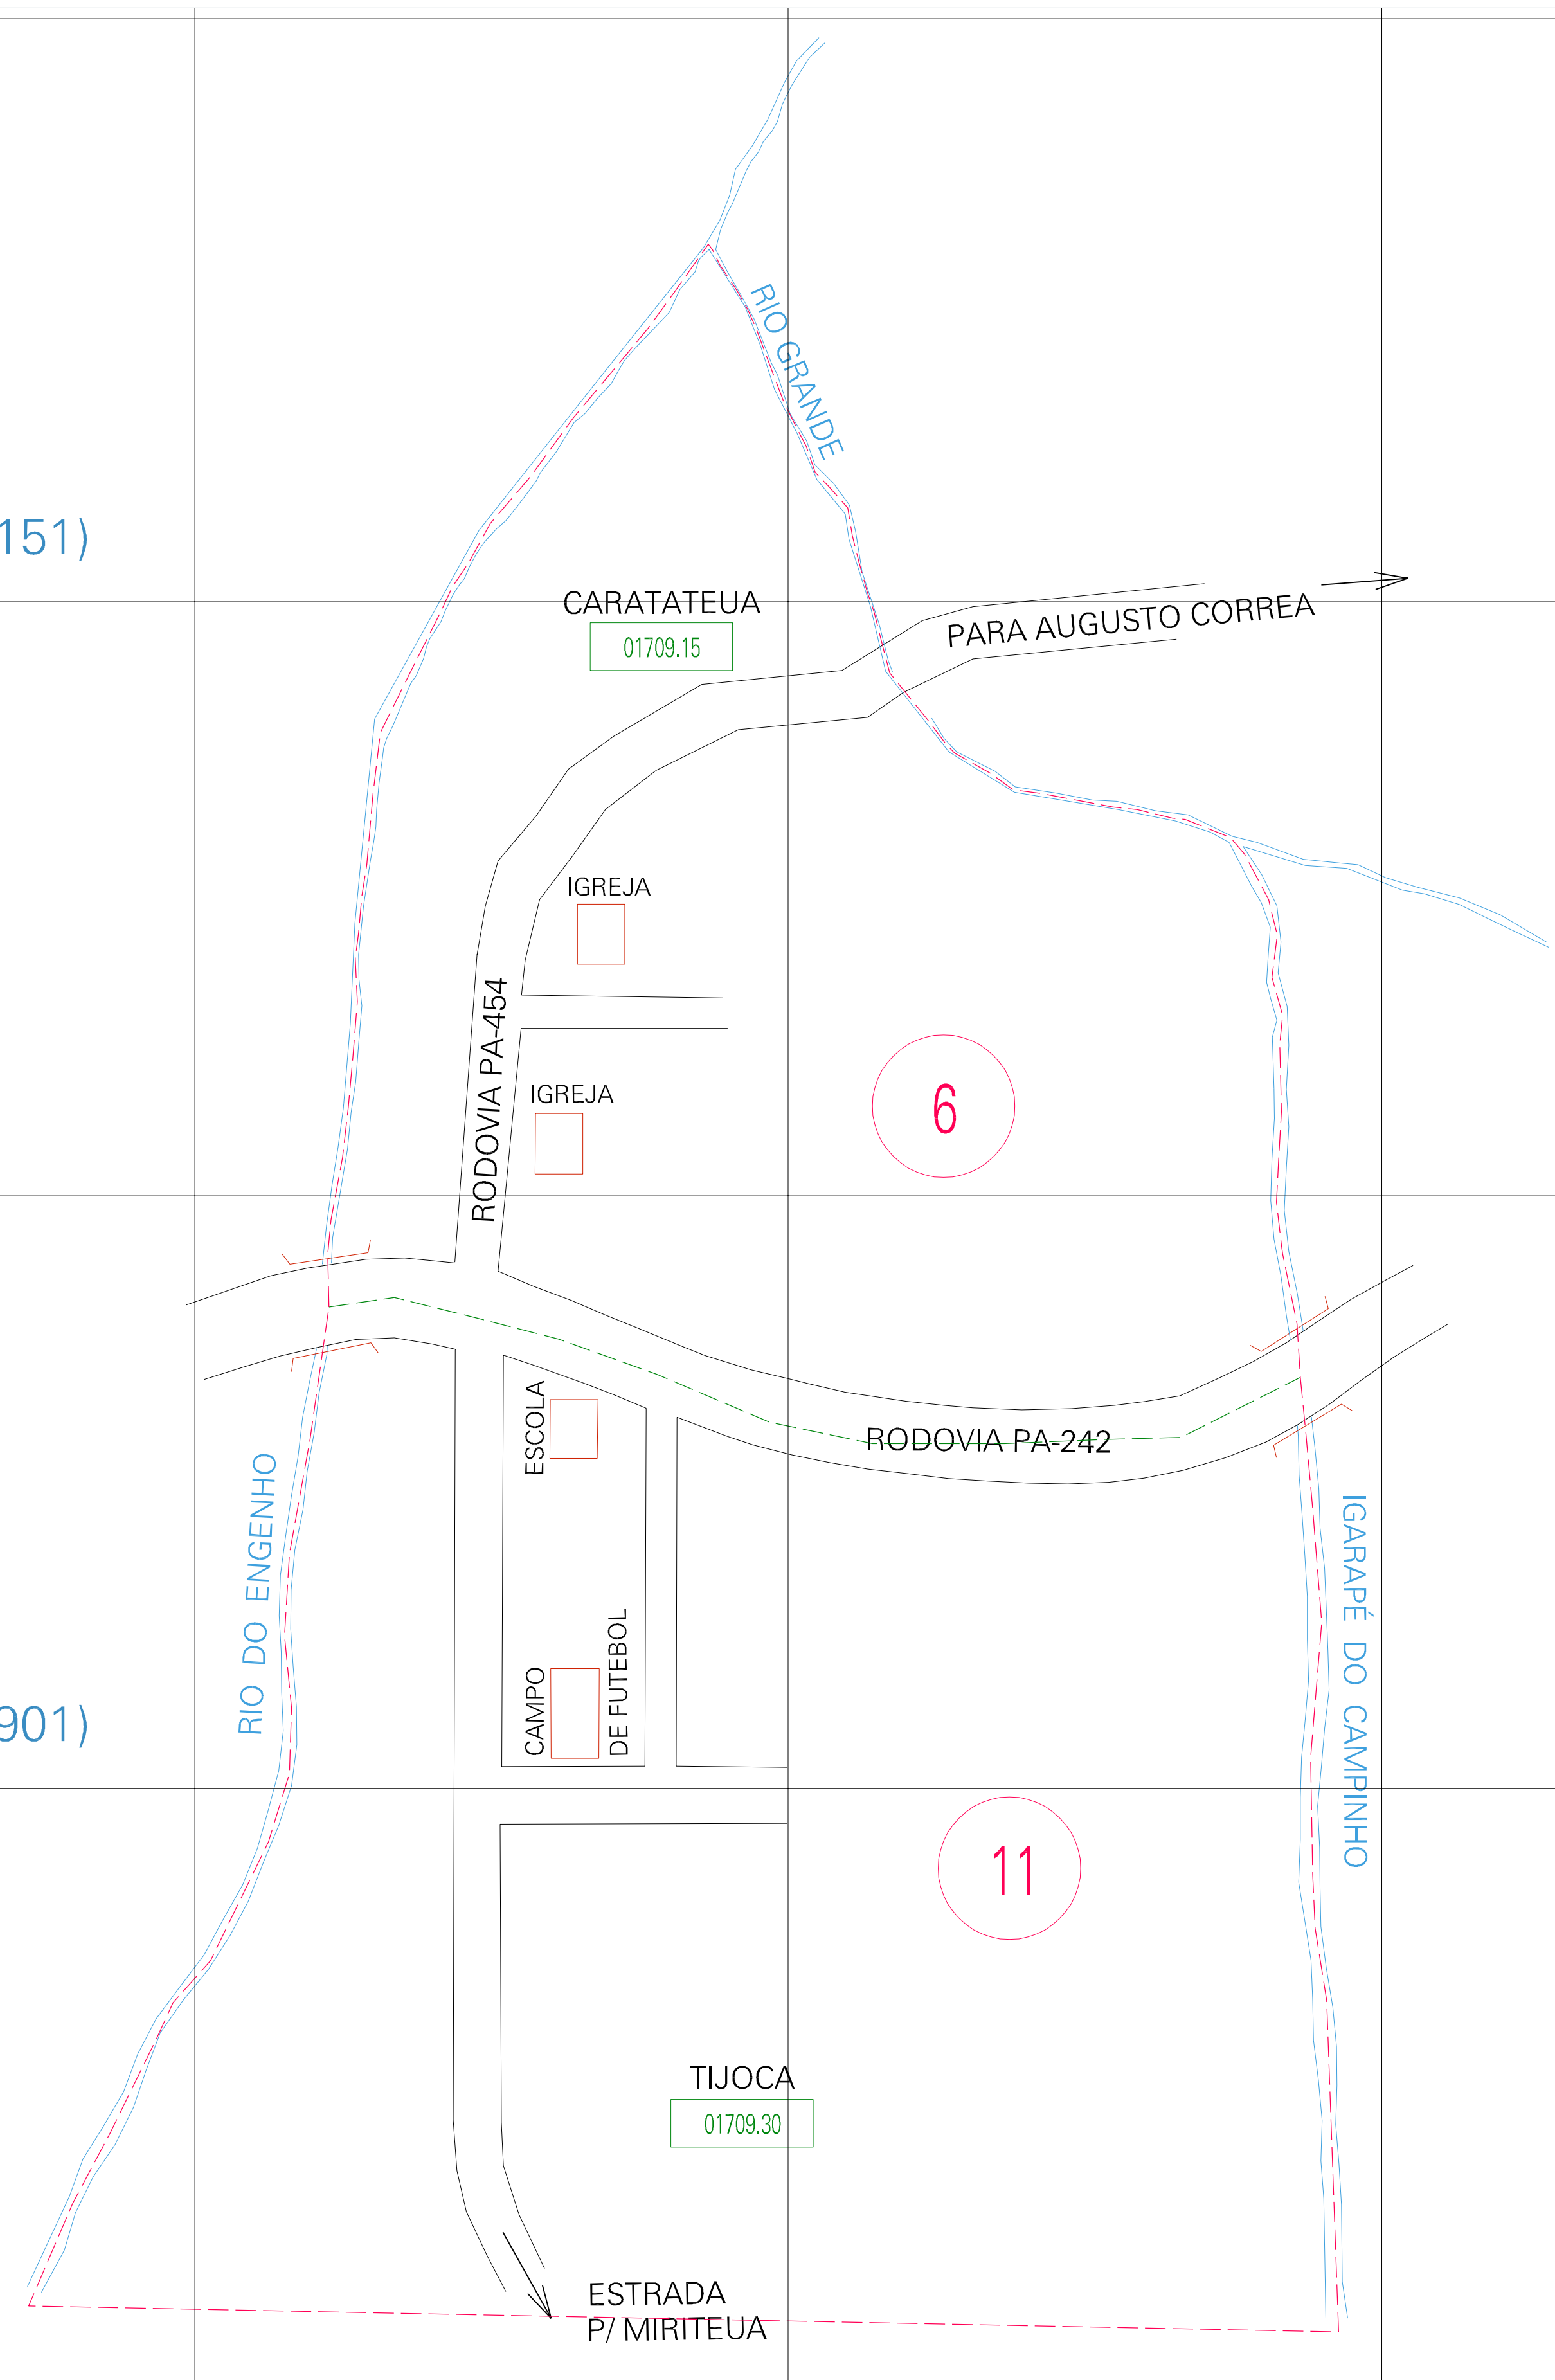 RIO GRANDE
151)
CARATATEUA
01709.15
PARA AUGUSTO CORREA
IGREJA
RODOVIA PA-454
IGREJA
6
ESCOLA
RODOVIA PA-242
RIO DO ENGENHO
IGARAPÉ DO CAMPINHO
CAMPO
DE FUTEBOL
901)
11
TIJOCA
01709.30
ESTRADA
P/ MIRITEUA